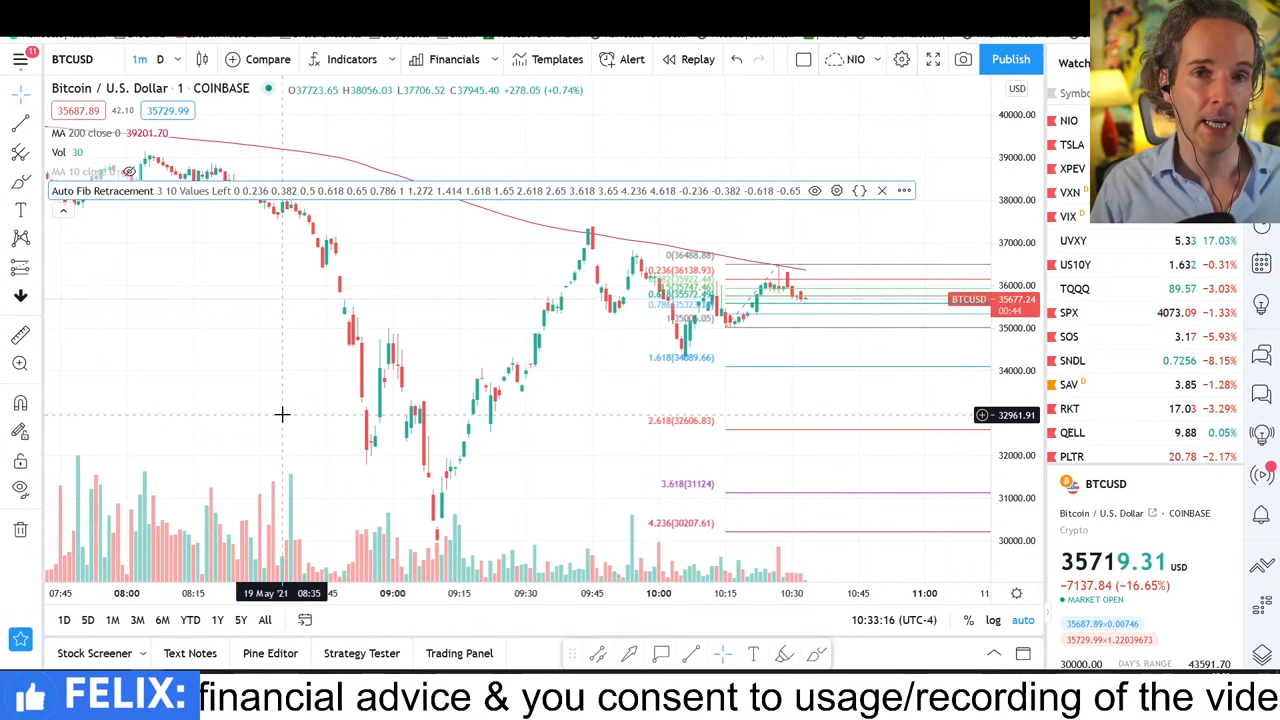 11
BTCUSD 1m D Compare Indicators Financials Templates Alert Replay NIO Publish
Watch
Bitcoin / U.S. Dollar · 1 · COINBASE O37723.65 H38056.03 L37706.52 C37945.40 +278.05 (+0.74%)
USD
Symbo
35687.89 42.10 35729.99
MA 200 close 0 39201.70
Vol 30
MA 10 close 0
Auto Fib Retracement 3 10 Values Left 0 0.236 0.382 0.5 0.618 0.65 0.786 1 1.272 1.414 1.618 1.65 2.618 2.65 3.618 3.65 4.236 4.618 -0.236 -0.382 -0.618 -0.65
40000.00
39000.00
38000.00
37000.00
36000.00
35000.00
34000.00
32000.00
31000.00
30000.00
0(36488.88)
0.236(36138.93)
1(35006.05)
1.618(34089.66)
2.618(32606.83)
3.618(31124)
4.236(30207.61)
BTCUSD 35677.24
00:44
32961.91
07:45 08:00 08:15 19 May '21 08:35 09:00 09:15 09:30 09:45 10:00 10:15 10:30 10:45 11:00 11
1D 5D 1M 3M 6M YTD 1Y 5Y All 10:33:16 (UTC-4) % log auto
Stock Screener Text Notes Pine Editor Strategy Tester Trading Panel
NIO
TSLA
XPEV
VXN D
VIX D
UVXY 5.33 17.03%
US10Y 1.632 −0.31%
TQQQ 89.57 −3.03%
SPX 4073.09 −1.33%
SOS 3.17 −5.93%
SNDL 0.7256 −8.15%
SAV D 3.85 −1.28%
RKT 17.03 −3.29%
QELL 9.88 0.05%
PLTR 20.78 −2.17%
BTCUSD
Bitcoin / U.S. Dollar COINBASE
Crypto
35719.31 USD
−7137.84 (−16.65%)
MARKET OPEN
35687.89×0.00746
35729.99×1.22039673
30000.00 DAY'S RANGE 43591.70
FELIX: financial advice & you consent to usage/recording of the vide